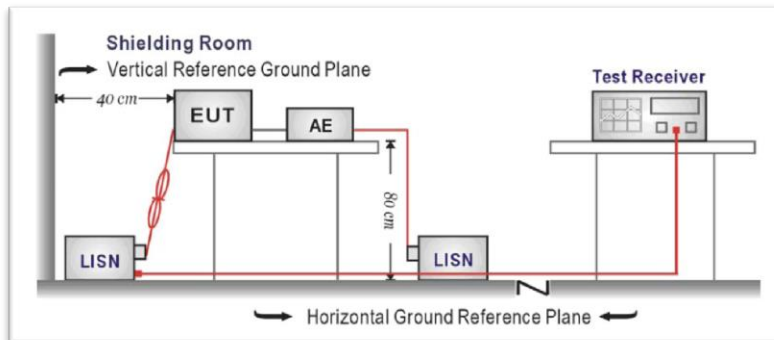 Shielding Room
Vertical Reference Ground Plane
Test Receiver
40 cm
EUT
AE
80 cm
LISN
LISN
Horizontal Ground Reference Plane